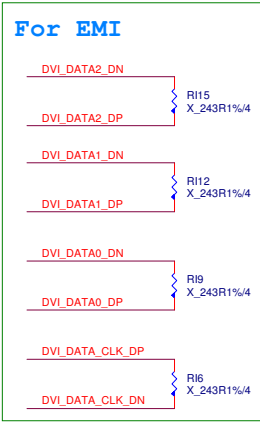 For EMI
DVI_DATA2_DN
RI15
X_243R1%/4
DVI_DATA2_DP
DVI_DATA1_DN
RI12
X_243R1%/4
DVI_DATA1_DP
DVI_DATA0_DN
RI9
X_243R1%/4
DVI_DATA0_DP
DVI_DATA_CLK_DP
RI6
X_243R1%/4
DVI_DATA_CLK_DN